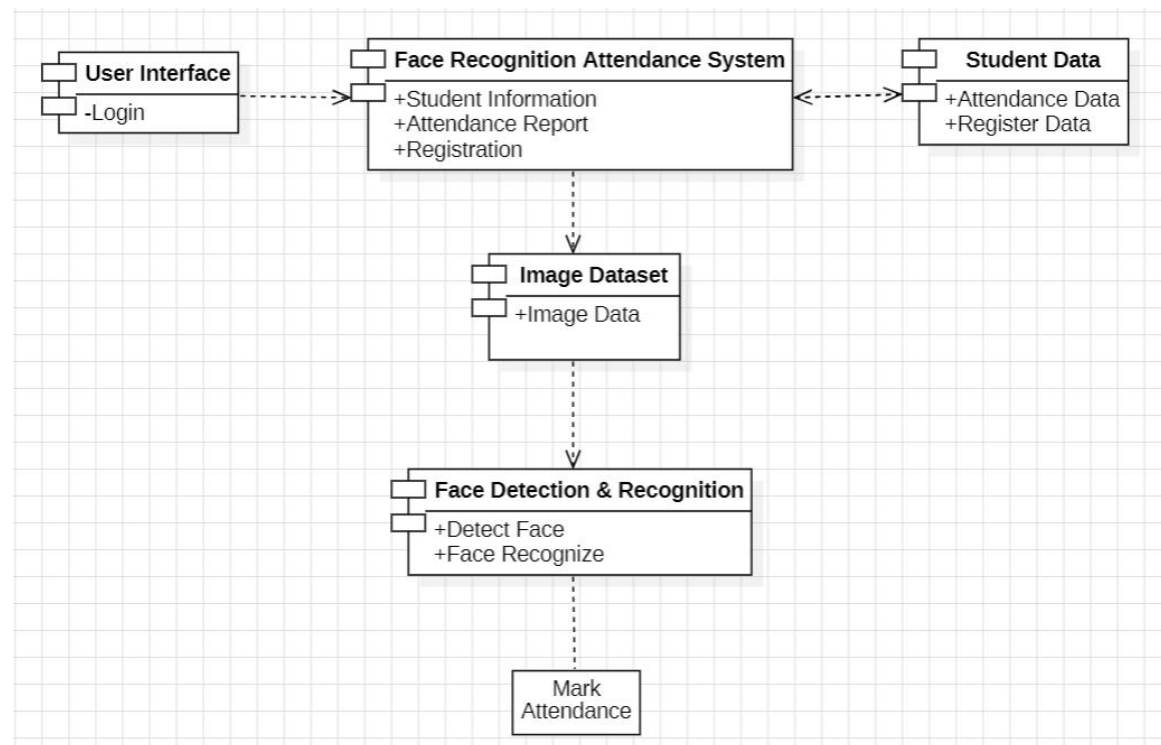 User Interface
-Login
Face Recognition Attendance System
+Student Information
+Attendance Report
+Registration
Student Data
+Attendance Data
+Register Data
Image Dataset
+Image Data
Face Detection & Recognition
+Detect Face
+Face Recognize
Mark
Attendance